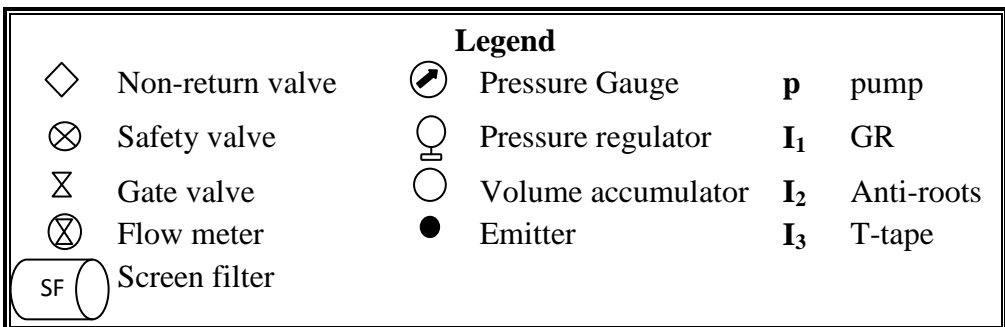 Legend
Non-return valve Pressure Gauge p pump
Safety valve Pressure regulator I₁ GR
Gate valve Volume accumulator I₂ Anti-roots
Flow meter Emitter I₃ T-tape
SF Screen filter